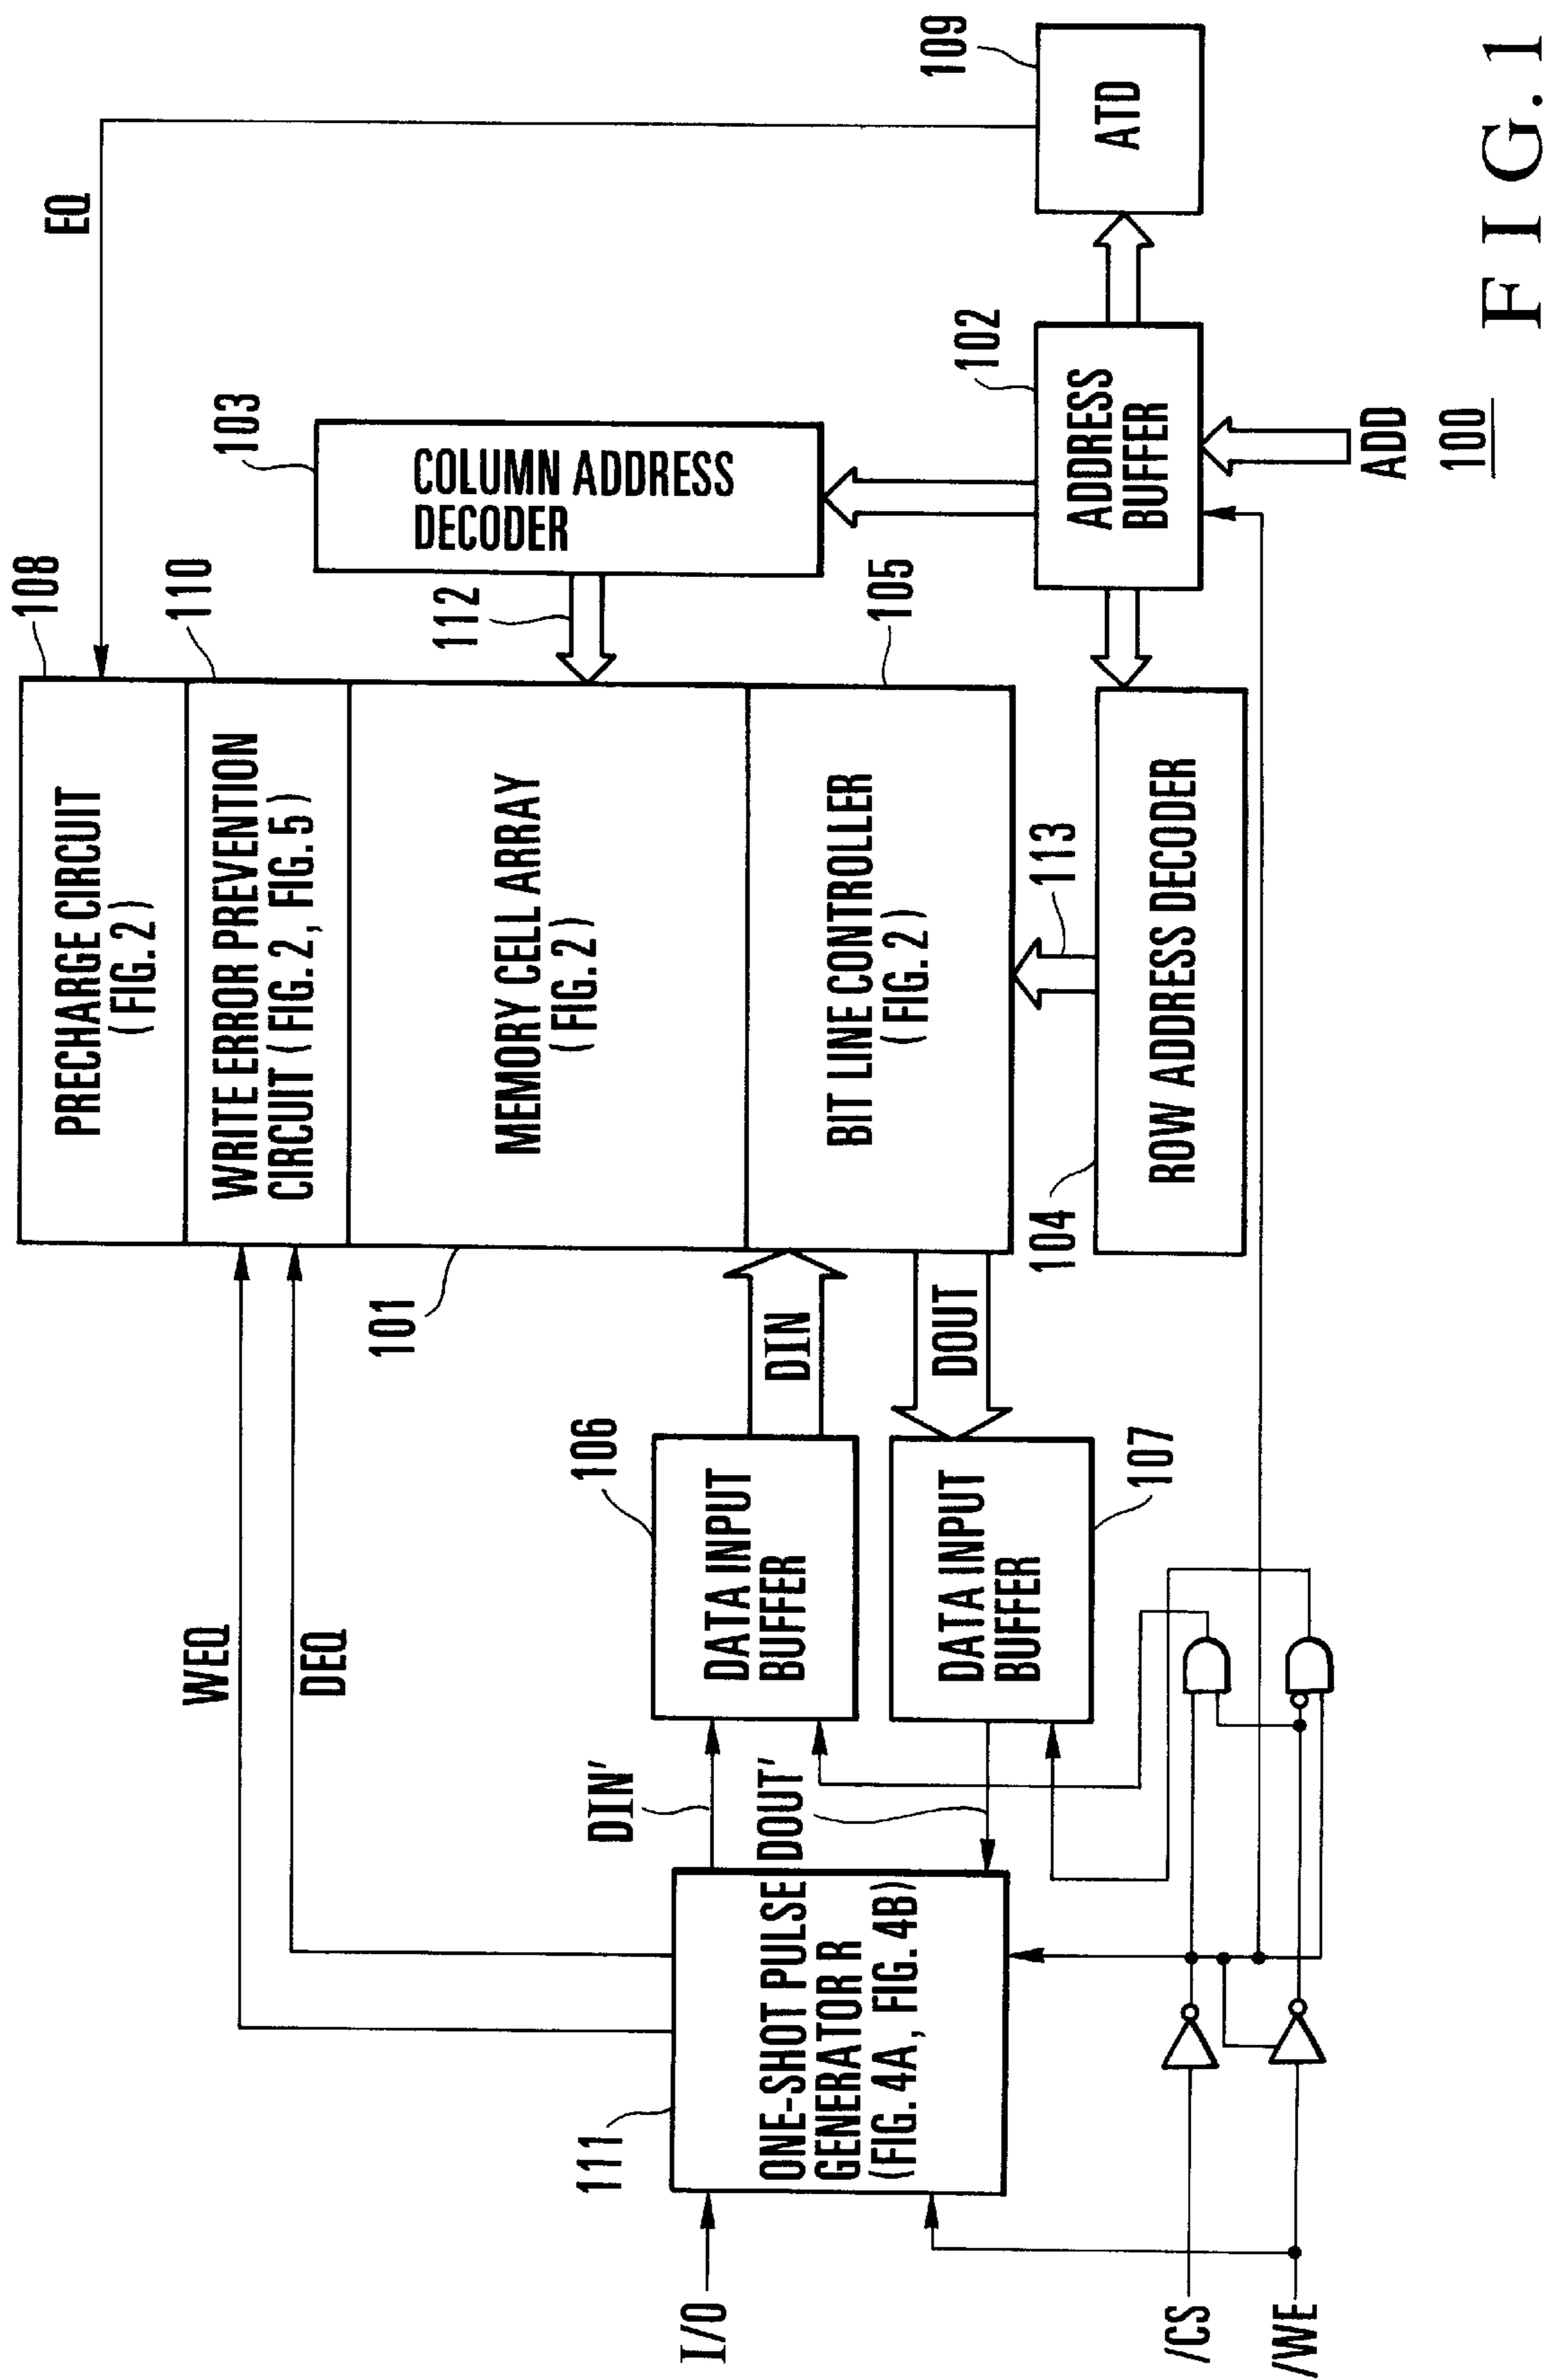 108
PRECHARGE CIRCUIT
(FIG.2)
EQ
110
WRITE ERROR PREVENTION
CIRCUIT (FIG.2, FIG.5)
WEQ
DEQ
103
COLUMN ADDRESS
DECODER
112
101
MEMORY CELL ARRAY
(FIG.2)
105
BIT LINE CONTROLLER
(FIG.2)
106
DATA INPUT
BUFFER
DIN
DIN′
DOUT
DOUT′
107
DATA INPUT
BUFFER
111
ONE-SHOT PULSE
GENERATOR R
(FIG.4A, FIG.4B)
I/O
113
104
ROW ADDRESS DECODER
102
ADDRESS
BUFFER
109
ATD
ADD
/CS
/WE
100
FIG.1